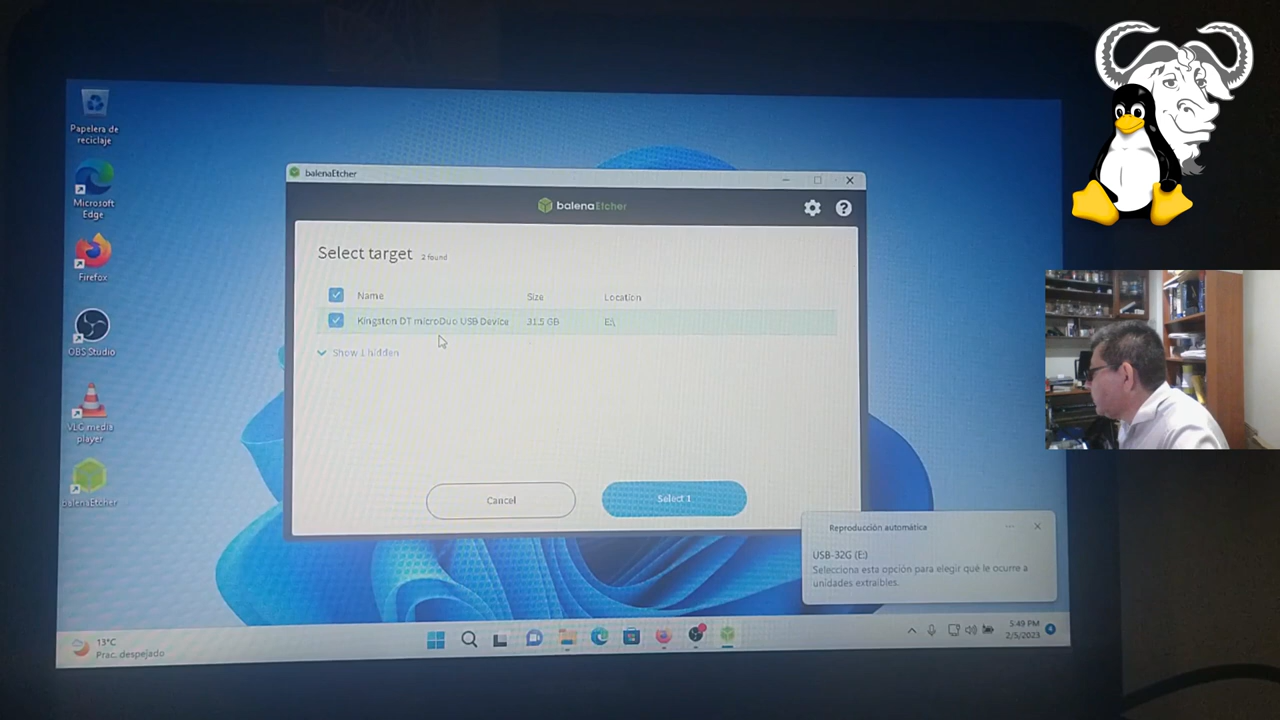 Papelera de
reciclaje
Microsoft
Edge
Firefox
OBS Studio
VLC media
player
balenaEtcher
balenaEtcher
balenaEtcher
Select target 2 found
Name Size Location
Kingston DT microDuo USB Device 31.5 GB E:\
Show 1 hidden
Cancel
Select 1
Reproducción automática
USB-32G (E:)
Selecciona esta opción para elegir qué le ocurre a
unidades extraíbles.
13°C
Prac. despejado
5:49 PM
2/5/2023
4